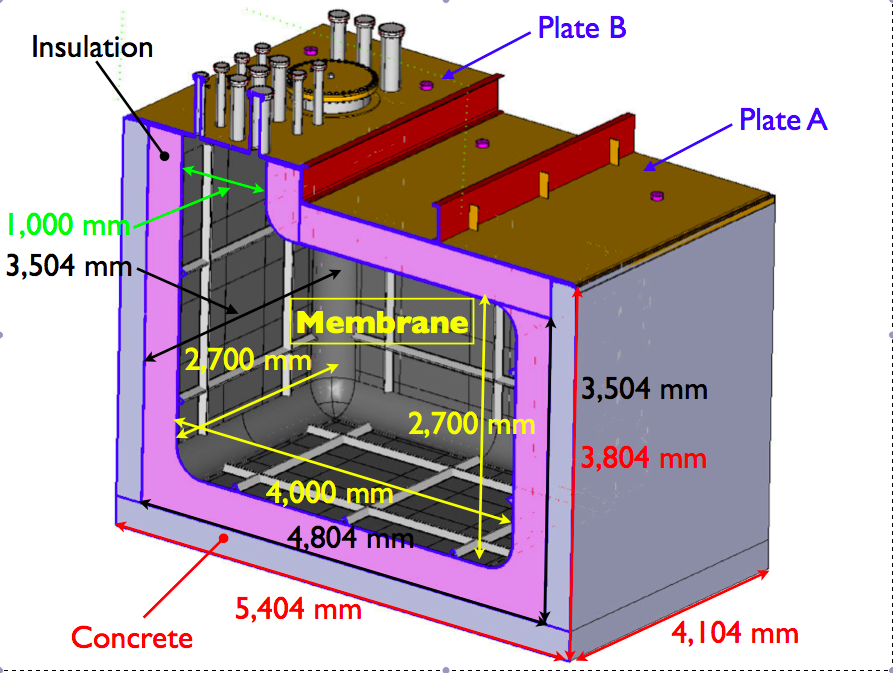 Plate B
Insulation
Plate A
1,000 mm
3,504 mm
Membrane
2,700 mm
3,504 mm
2,700 mm
3,804 mm
4,000 mm
4,804 mm
5,404 mm
Concrete
4,104 mm